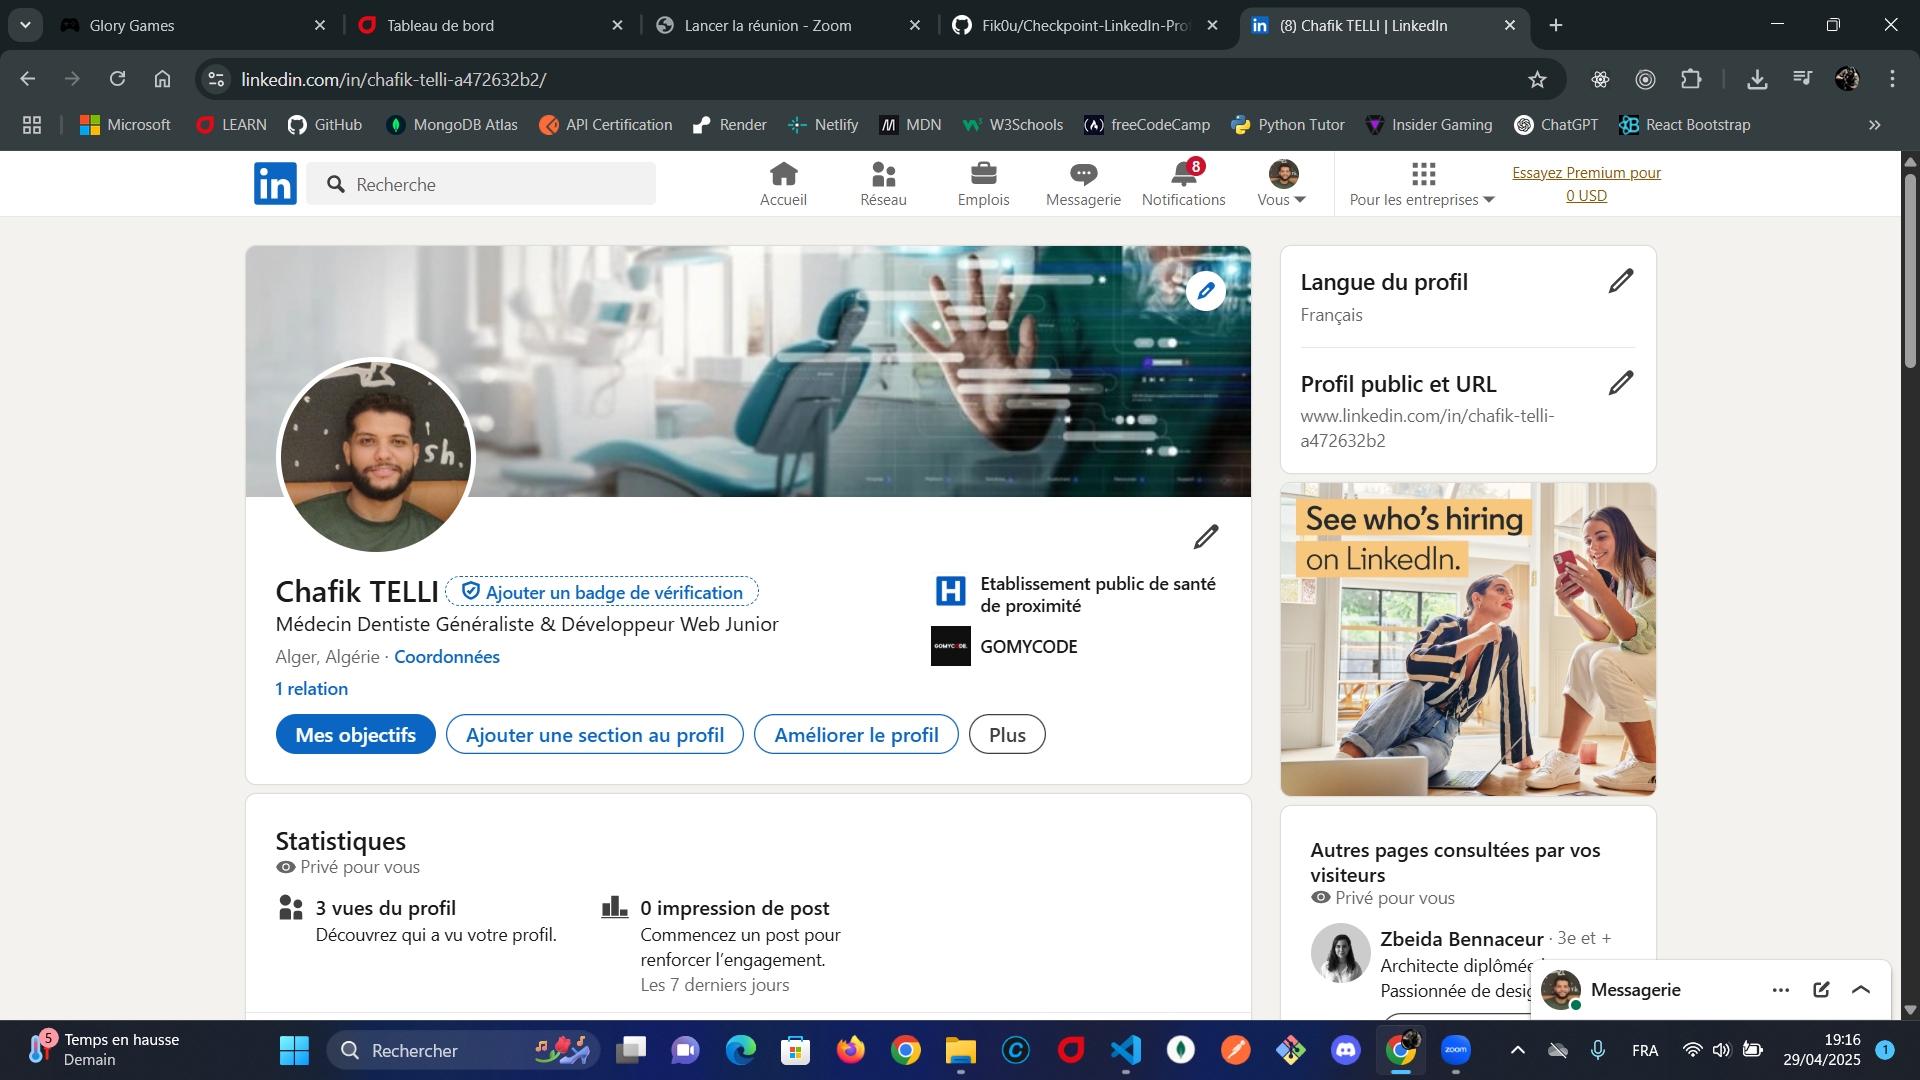 Glory Games
Tableau de bord
Lancer la réunion - Zoom
Fik0u/Checkpoint-LinkedIn-Pro
(8) Chafik TELLI | LinkedIn
linkedin.com/in/chafik-telli-a472632b2/
Microsoft
LEARN
GitHub
MongoDB Atlas
API Certification
Render
Netlify
MDN
W3Schools
freeCodeCamp
Python Tutor
Insider Gaming
ChatGPT
React Bootstrap
in
Recherche
Accueil
Réseau
Emplois
Messagerie
8
Notifications
Vous
Pour les entreprises
Essayez Premium pour
0 USD
sh.
Chafik TELLI
Ajouter un badge de vérification
Médecin Dentiste Généraliste & Développeur Web Junior
Alger, Algérie · Coordonnées
1 relation
H
Etablissement public de santé
de proximité
GOMYCODE
GOMYCODE
Mes objectifs
Ajouter une section au profil
Améliorer le profil
Plus
Statistiques
Privé pour vous
3 vues du profil
Découvrez qui a vu votre profil.
0 impression de post
Commencez un post pour
renforcer l'engagement.
Les 7 derniers jours
Langue du profil
Français
Profil public et URL
www.linkedin.com/in/chafik-telli-
a472632b2
See who's hiring
on LinkedIn.
Autres pages consultées par vos
visiteurs
Privé pour vous
Zbeida Bennaceur · 3e et +
Architecte diplômée
Passionnée de desig
Messagerie
5
Temps en hausse
Demain
Rechercher
zoom
FRA
19:16
29/04/2025
1